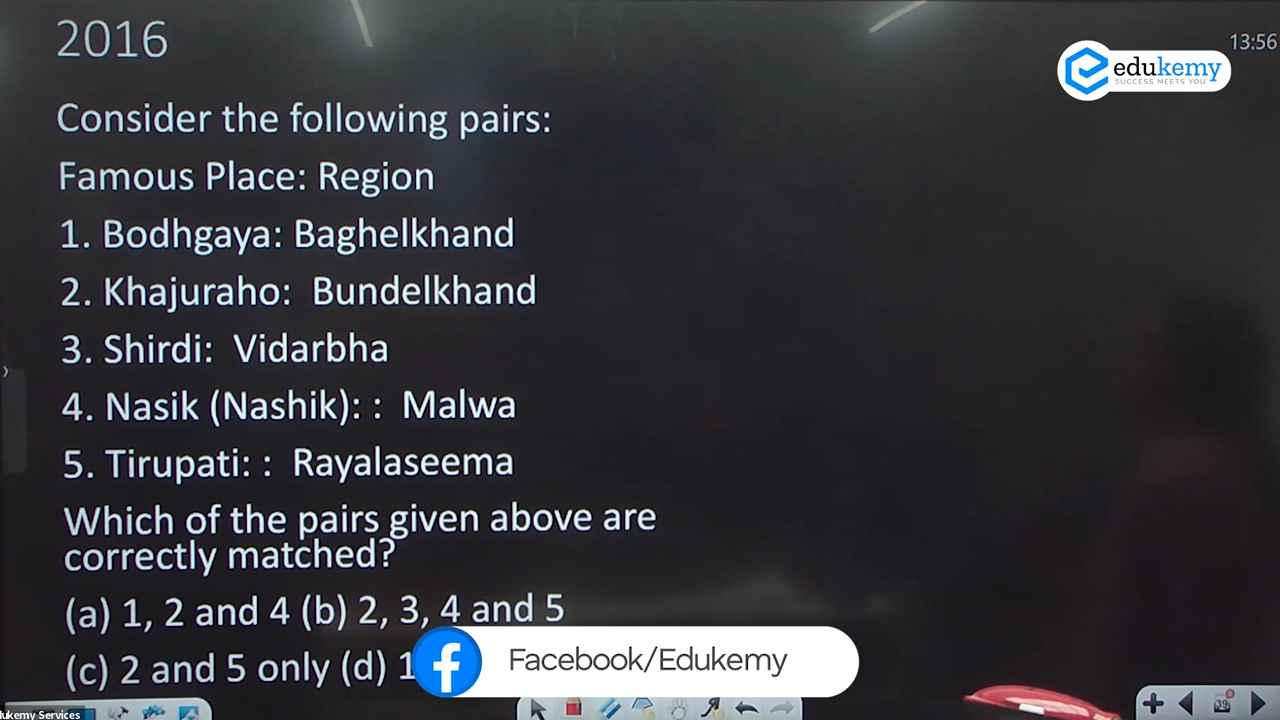 2016
13:56
edukemy
SUCCESS MEETS YOU
Consider the following pairs:
Famous Place: Region
1. Bodhgaya: Baghelkhand
2. Khajuraho: Bundelkhand
3. Shirdi: Vidarbha
4. Nasik (Nashik): : Malwa
5. Tirupati: : Rayalaseema
Which of the pairs given above are
correctly matched?
(a) 1, 2 and 4 (b) 2, 3, 4 and 5
(c) 2 and 5 only (d) 1
Facebook/Edukemy
39
dukemy Services